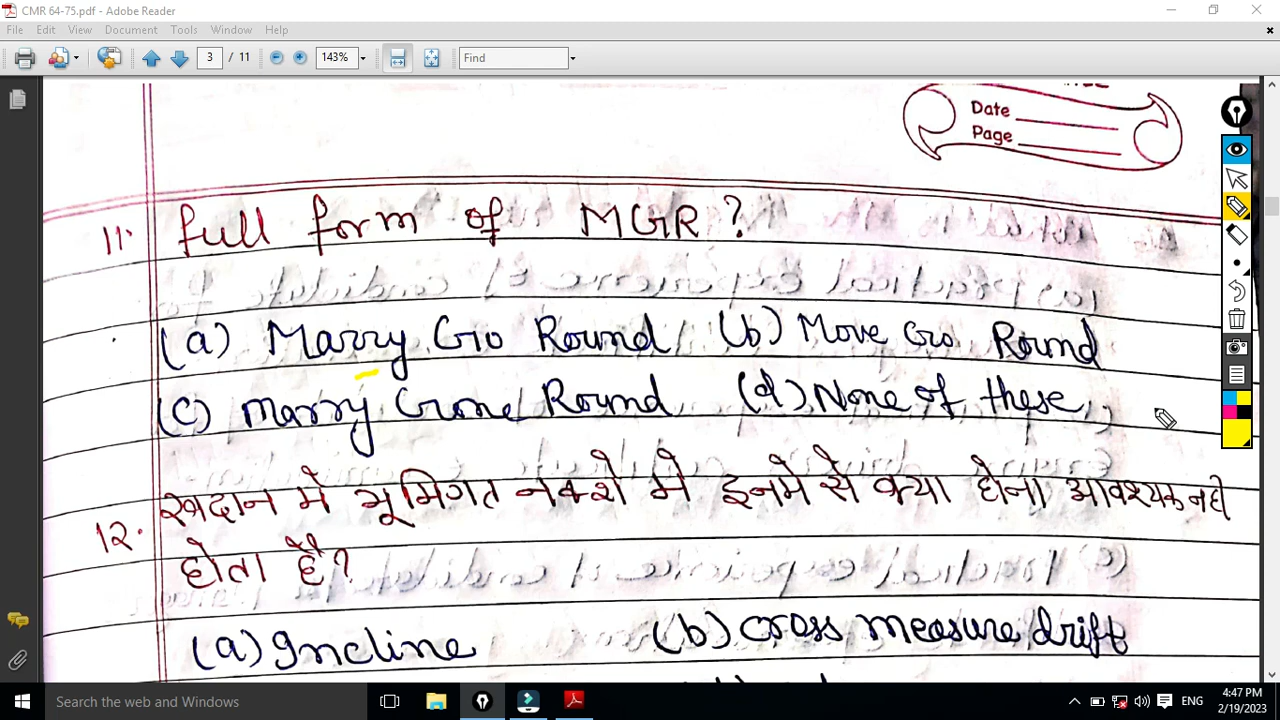 CMR 64-75.pdf - Adobe Reader
File Edit View Document Tools Window Help
3 / 11 143% Find
Date
Page
11. full form of MGR ?
(a) Marry Go Round (b) Move Go Round
(c) Marry Gone Round (d) None of these,
12. खदान में भूमिगत नक्शे में इनमे से क्या होना आवश्यक नही
होता है?
(a) Incline (b) Cross measure drift
Search the web and Windows
ENG
4:47 PM
2/19/2023